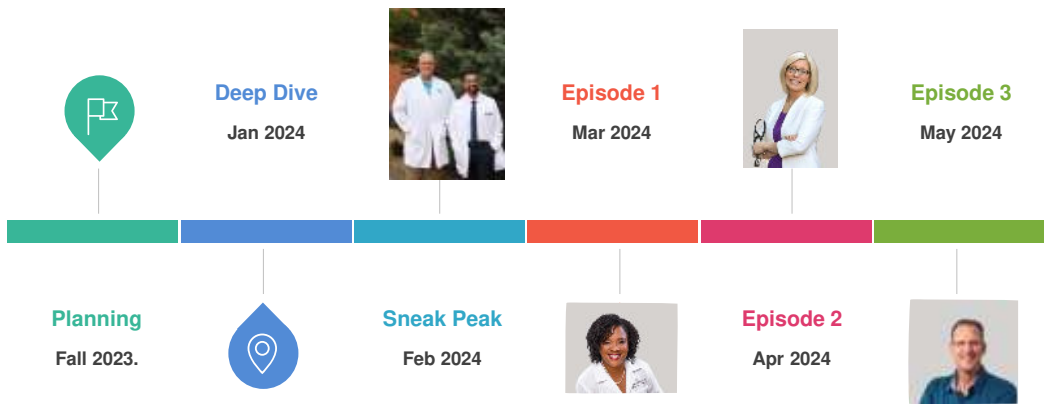 Deep Dive
Jan 2024
Episode 1
Mar 2024
Episode 3
May 2024
Planning
Fall 2023.
Sneak Peak
Feb 2024
Episode 2
Apr 2024